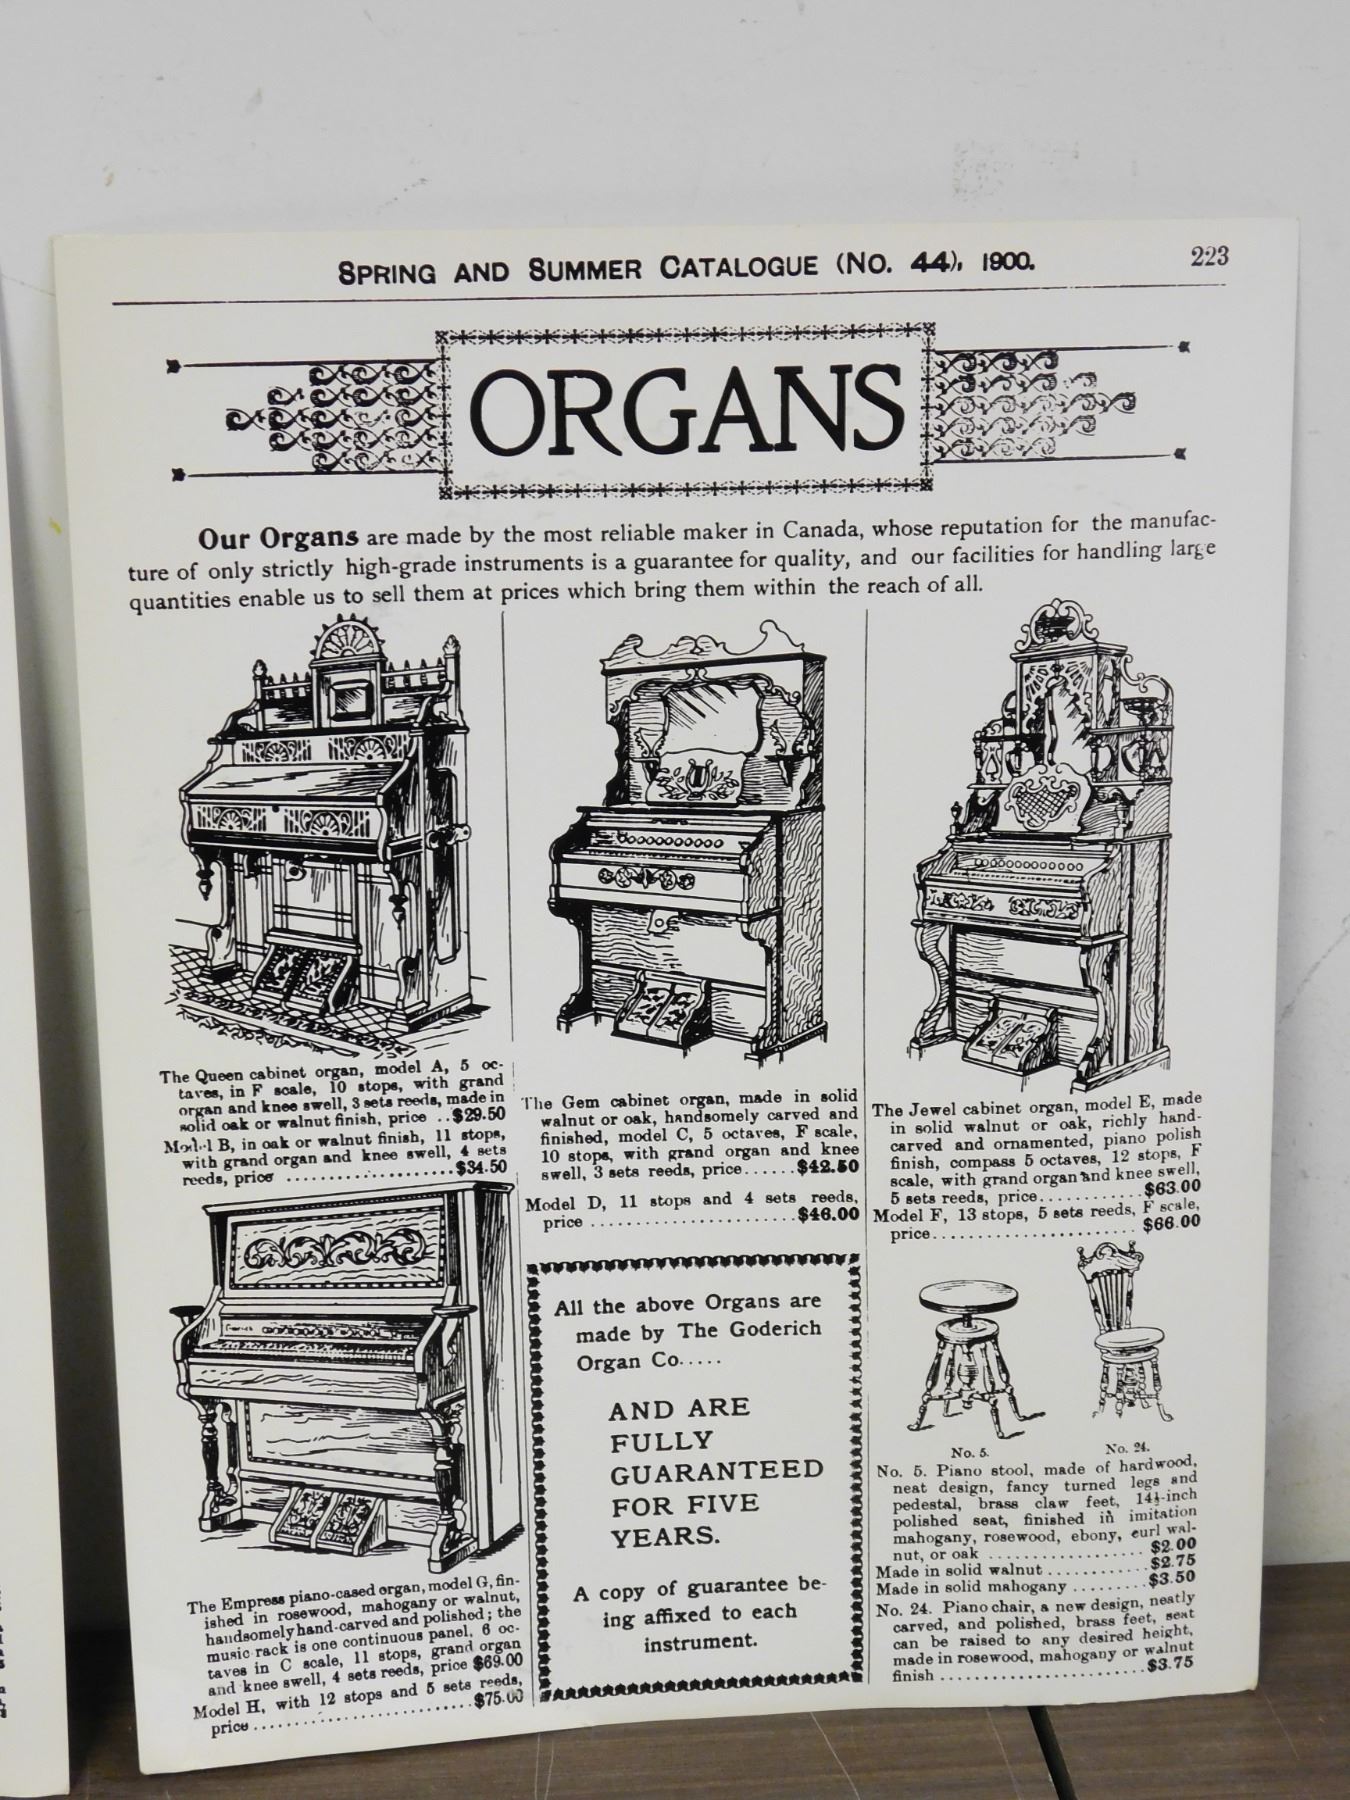 SPRING AND SUMMER CATALOGUE (NO. 44), 1900.
223
ORGANS
Our Organs are made by the most reliable maker in Canada, whose reputation for the manufac-
ture of only strictly high-grade instruments is a guarantee for quality, and our facilities for handling large
quantities enable us to sell them at prices which bring them within the reach of all.
The Queen cabinet organ, model A, 5 oc-
taves, in F scale, 10 stops, with grand
organ and knee swell, 3 sets reeds, made in
solid oak or walnut finish, price ..$29.50
Model B, in oak or walnut finish, 11 stops,
with grand organ and knee swell, 4 sets
reeds, price ....................$34.50
The Empress piano-cased organ, model G, fin-
ished in rosewood, mahogany or walnut,
handsomely hand-carved and polished; the
music rack is one continuous panel, 6 oc-
taves in C scale, 11 stops, grand organ
and knee swell, 4 sets reeds, price $69.00
Model H, with 12 stops and 5 sets reeds,
price ..........................$75.00
The Gem cabinet organ, made in solid
walnut or oak, handsomely carved and
finished, model C, 5 octaves, F scale,
10 stops, with grand organ and knee
swell, 3 sets reeds, price......$42.50
Model D, 11 stops and 4 sets reeds,
price ........................$46.00
All the above Organs are
made by The Goderich
Organ Co.....
AND ARE
FULLY
GUARANTEED
FOR FIVE
YEARS.
A copy of guarantee be-
ing affixed to each
instrument.
The Jewel cabinet organ, model E, made
in solid walnut or oak, richly hand-
carved and ornamented, piano polish
finish, compass 5 octaves, 12 stops, F
scale, with grand organ and knee swell,
5 sets reeds, price............$63.00
Model F, 13 stops, 5 sets reeds, F scale,
price........................ $66.00
No. 5.
No. 24.
No. 5. Piano stool, made of hardwood,
neat design, fancy turned legs and
pedestal, brass claw feet, 14½-inch
polished seat, finished in imitation
mahogany, rosewood, ebony, curl wal-
nut, or oak .................. $2.00
Made in solid walnut ............ $2.75
Made in solid mahogany ......... $3.50
No. 24. Piano chair, a new design, neatly
carved, and polished, brass feet, seat
can be raised to any desired height,
made in rosewood, mahogany or walnut
finish ........................$3.75